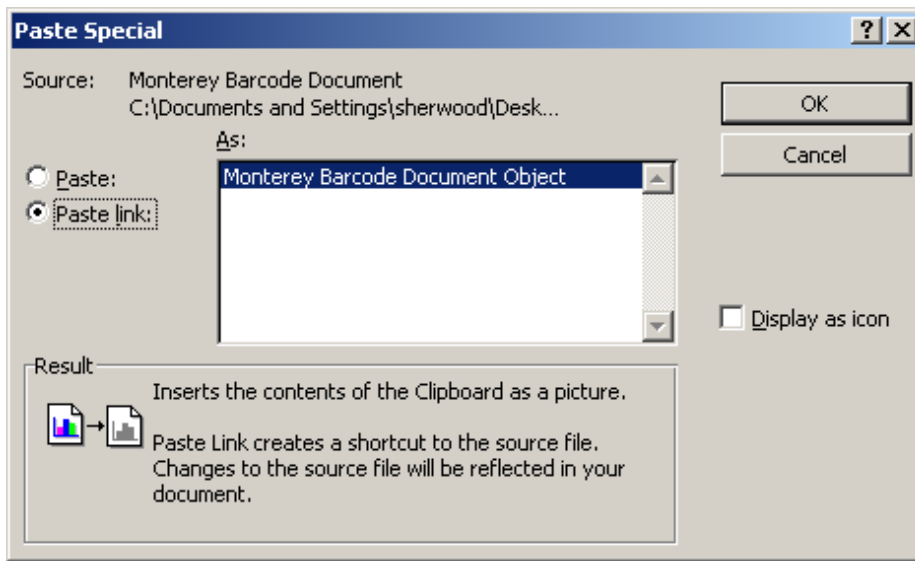 Paste Special
Source: Monterey Barcode Document
C:\Documents and Settings\sherwood\Desk...
OK
As:
Cancel
Paste:
Monterey Barcode Document Object
Paste link:
Display as icon
Result
Inserts the contents of the Clipboard as a picture.
Paste Link creates a shortcut to the source file.
Changes to the source file will be reflected in your
document.